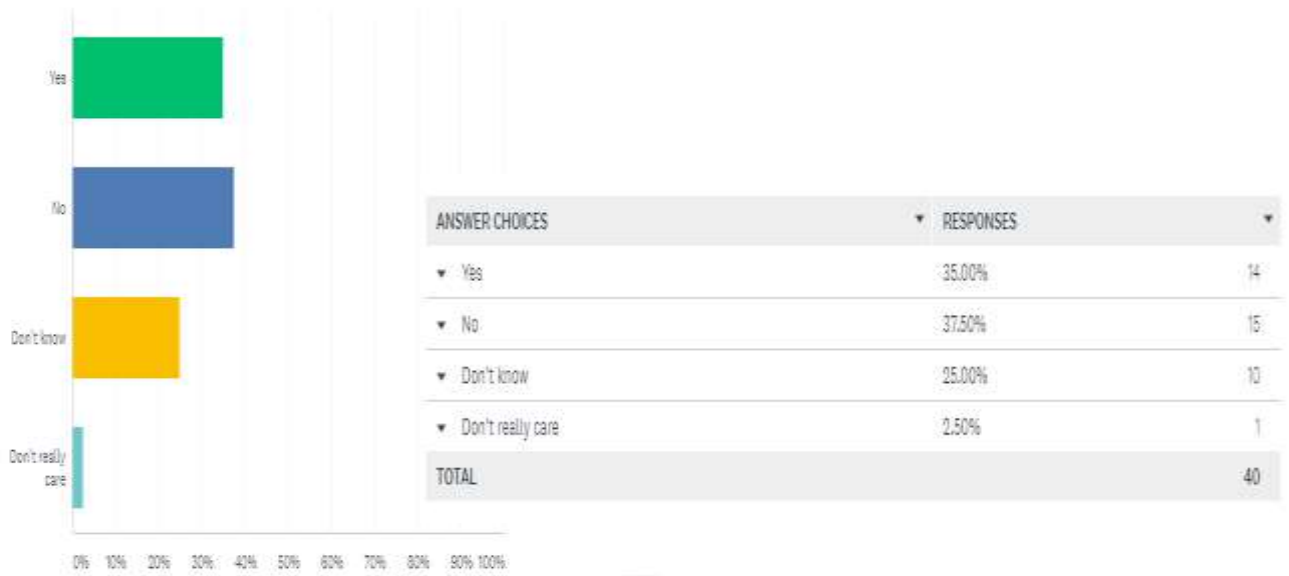 Yes
No
Don't know
Don't really
care
0% 10% 20% 30% 40% 50% 60% 70% 80% 90% 100%
ANSWER CHOICES RESPONSES
Yes 35.00% 14
No 37.50% 15
Don't know 25.00% 10
Don't really care 2.50% 1
TOTAL 40